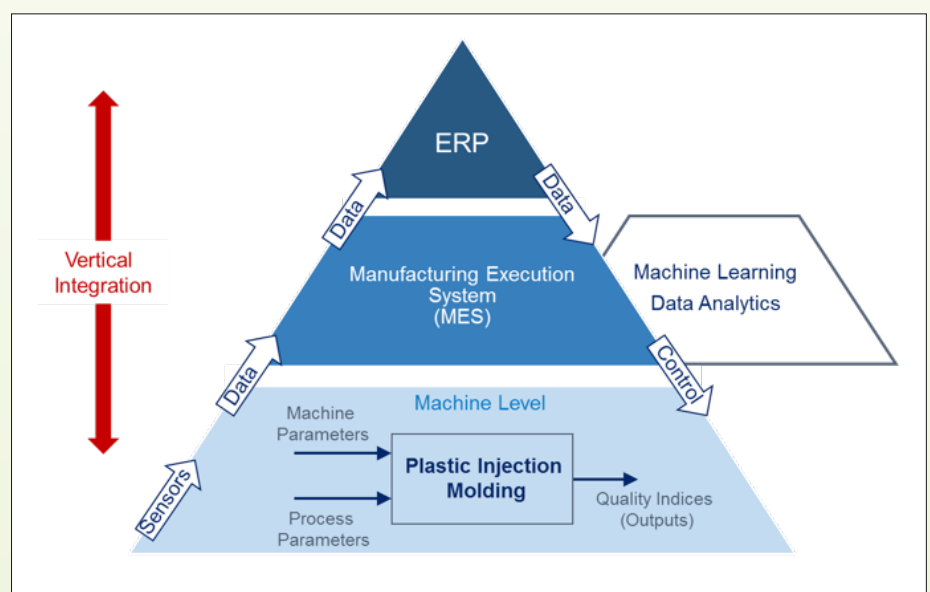 ERP
Data
Data
Vertical
Integration
Manufacturing Execution
System
(MES)
Machine Learning
Data Analytics
Data
Control
Machine Level
Machine
Parameters
Plastic Injection
Molding
Quality Indices
(Outputs)
Process
Parameters
Sensors